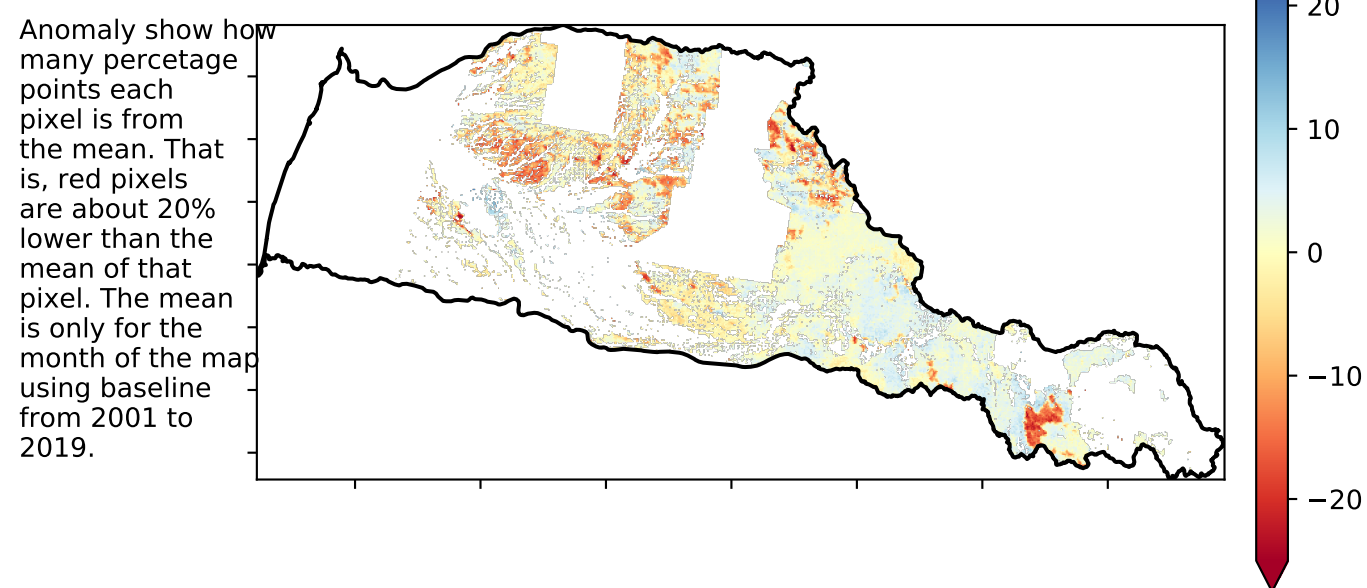 Anomaly show how
many percetage
points each
pixel is from
the mean. That
is, red pixels
are about 20%
lower than the
mean of that
pixel. The mean
is only for the
month of the map
using baseline
from 2001 to
2019.
20
10
0
−10
−20